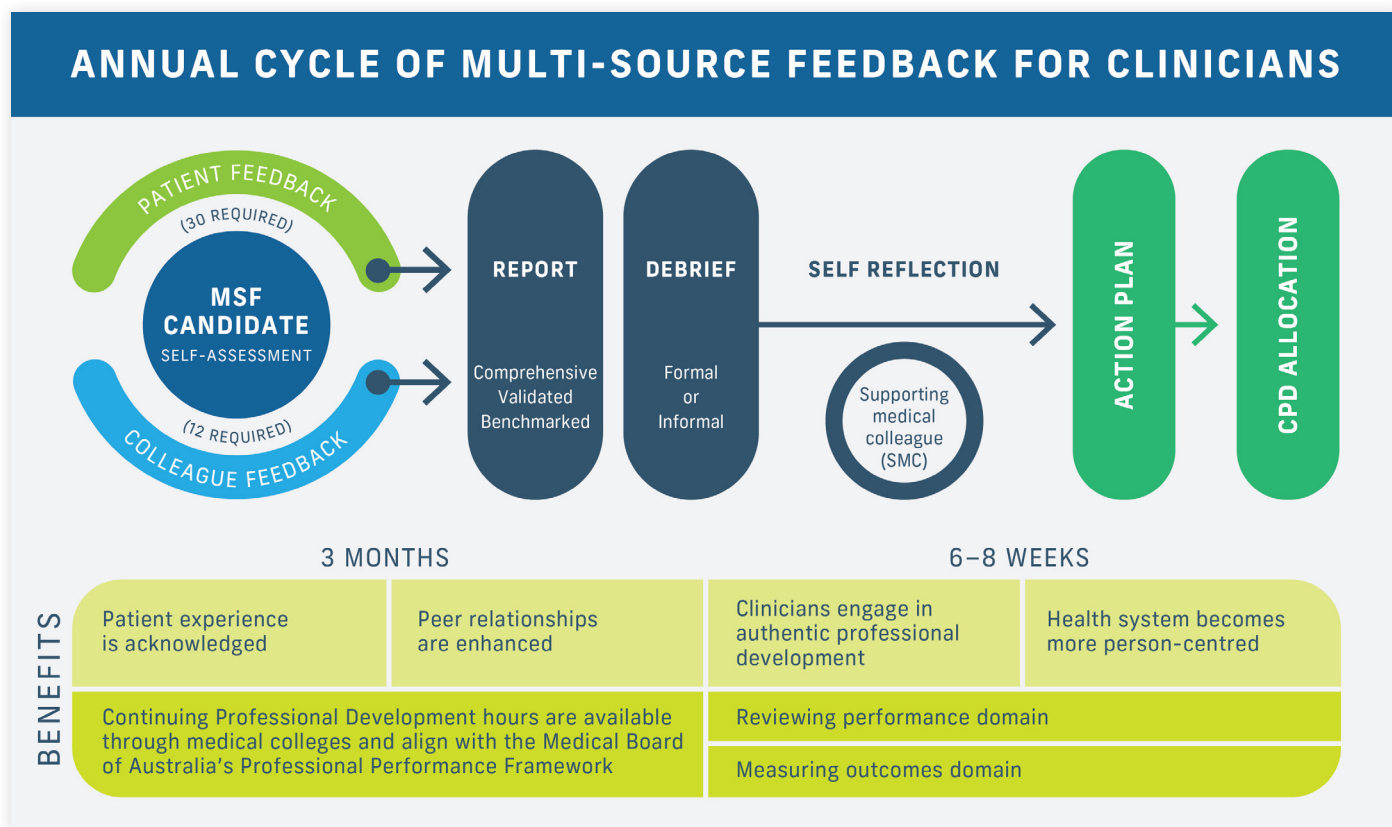 ANNUAL CYCLE OF MULTI-SOURCE FEEDBACK FOR CLINICIANS
PATIENT FEEDBACK
(30 REQUIRED)
MSF
CANDIDATE
SELF-ASSESSMENT
(12 REQUIRED)
COLLEAGUE FEEDBACK
REPORT
Comprehensive
Validated
Benchmarked
DEBRIEF
Formal
or
Informal
SELF REFLECTION
Supporting
medical
colleague
(SMC)
ACTION PLAN
CPD ALLOCATION
3 MONTHS
6–8 WEEKS
BENEFITS
Patient experience
is acknowledged
Peer relationships
are enhanced
Clinicians engage in
authentic professional
development
Health system becomes
more person-centred
Continuing Professional Development hours are available
through medical colleges and align with the Medical Board
of Australia’s Professional Performance Framework
Reviewing performance domain
Measuring outcomes domain